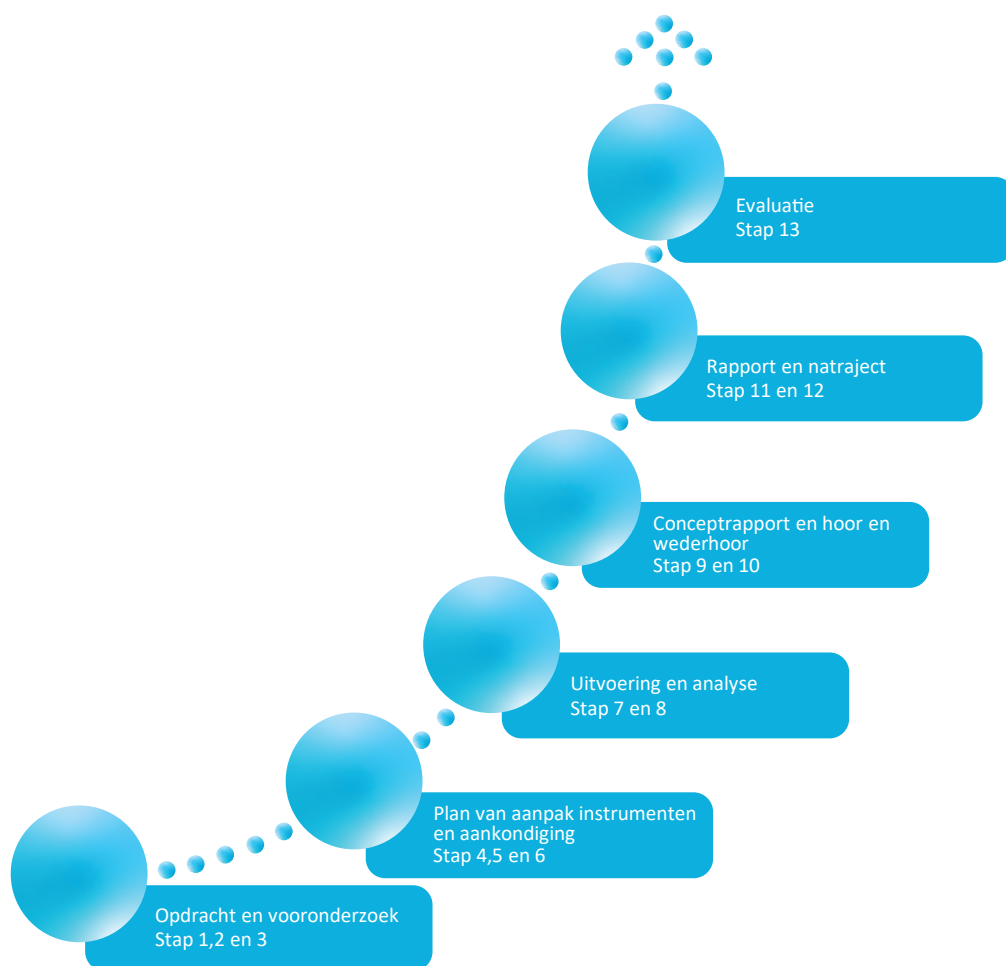 Evaluatie
Stap 13
Rapport en natraject
Stap 11 en 12
Conceptrapport en hoor en
wederhoor
Stap 9 en 10
Uitvoering en analyse
Stap 7 en 8
Plan van aanpak instrumenten
en aankondiging
Stap 4,5 en 6
Opdracht en vooronderzoek
Stap 1,2 en 3